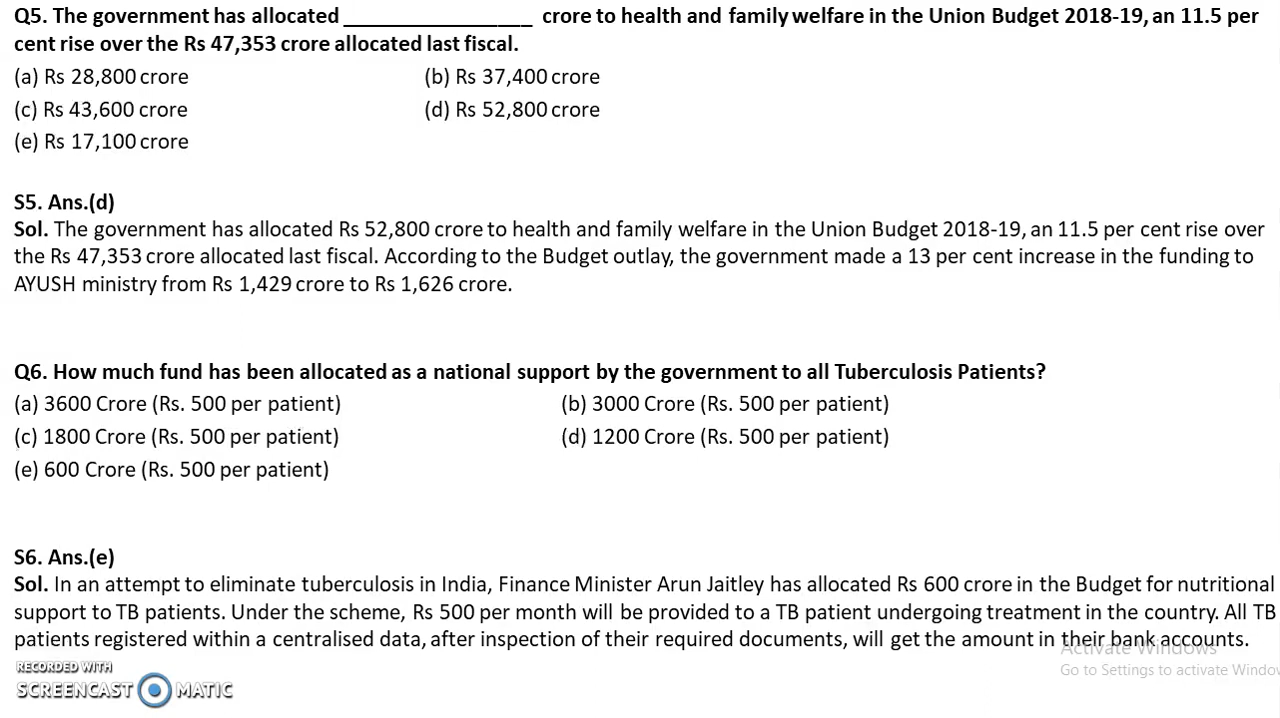 Q5. The government has allocated _________________ crore to health and family welfare in the Union Budget 2018-19, an 11.5 per
cent rise over the Rs 47,353 crore allocated last fiscal.
(a) Rs 28,800 crore (b) Rs 37,400 crore
(c) Rs 43,600 crore (d) Rs 52,800 crore
(e) Rs 17,100 crore
S5. Ans.(d)
Sol. The government has allocated Rs 52,800 crore to health and family welfare in the Union Budget 2018-19, an 11.5 per cent rise over
the Rs 47,353 crore allocated last fiscal. According to the Budget outlay, the government made a 13 per cent increase in the funding to
AYUSH ministry from Rs 1,429 crore to Rs 1,626 crore.
Q6. How much fund has been allocated as a national support by the government to all Tuberculosis Patients?
(a) 3600 Crore (Rs. 500 per patient) (b) 3000 Crore (Rs. 500 per patient)
(c) 1800 Crore (Rs. 500 per patient) (d) 1200 Crore (Rs. 500 per patient)
(e) 600 Crore (Rs. 500 per patient)
S6. Ans.(e)
Sol. In an attempt to eliminate tuberculosis in India, Finance Minister Arun Jaitley has allocated Rs 600 crore in the Budget for nutritional
support to TB patients. Under the scheme, Rs 500 per month will be provided to a TB patient undergoing treatment in the country. All TB
patients registered within a centralised data, after inspection of their required documents, will get the amount in their bank accounts.
Activate Windows
Go to Settings to activate Windo
RECORDED WITH
SCREENCAST MATIC